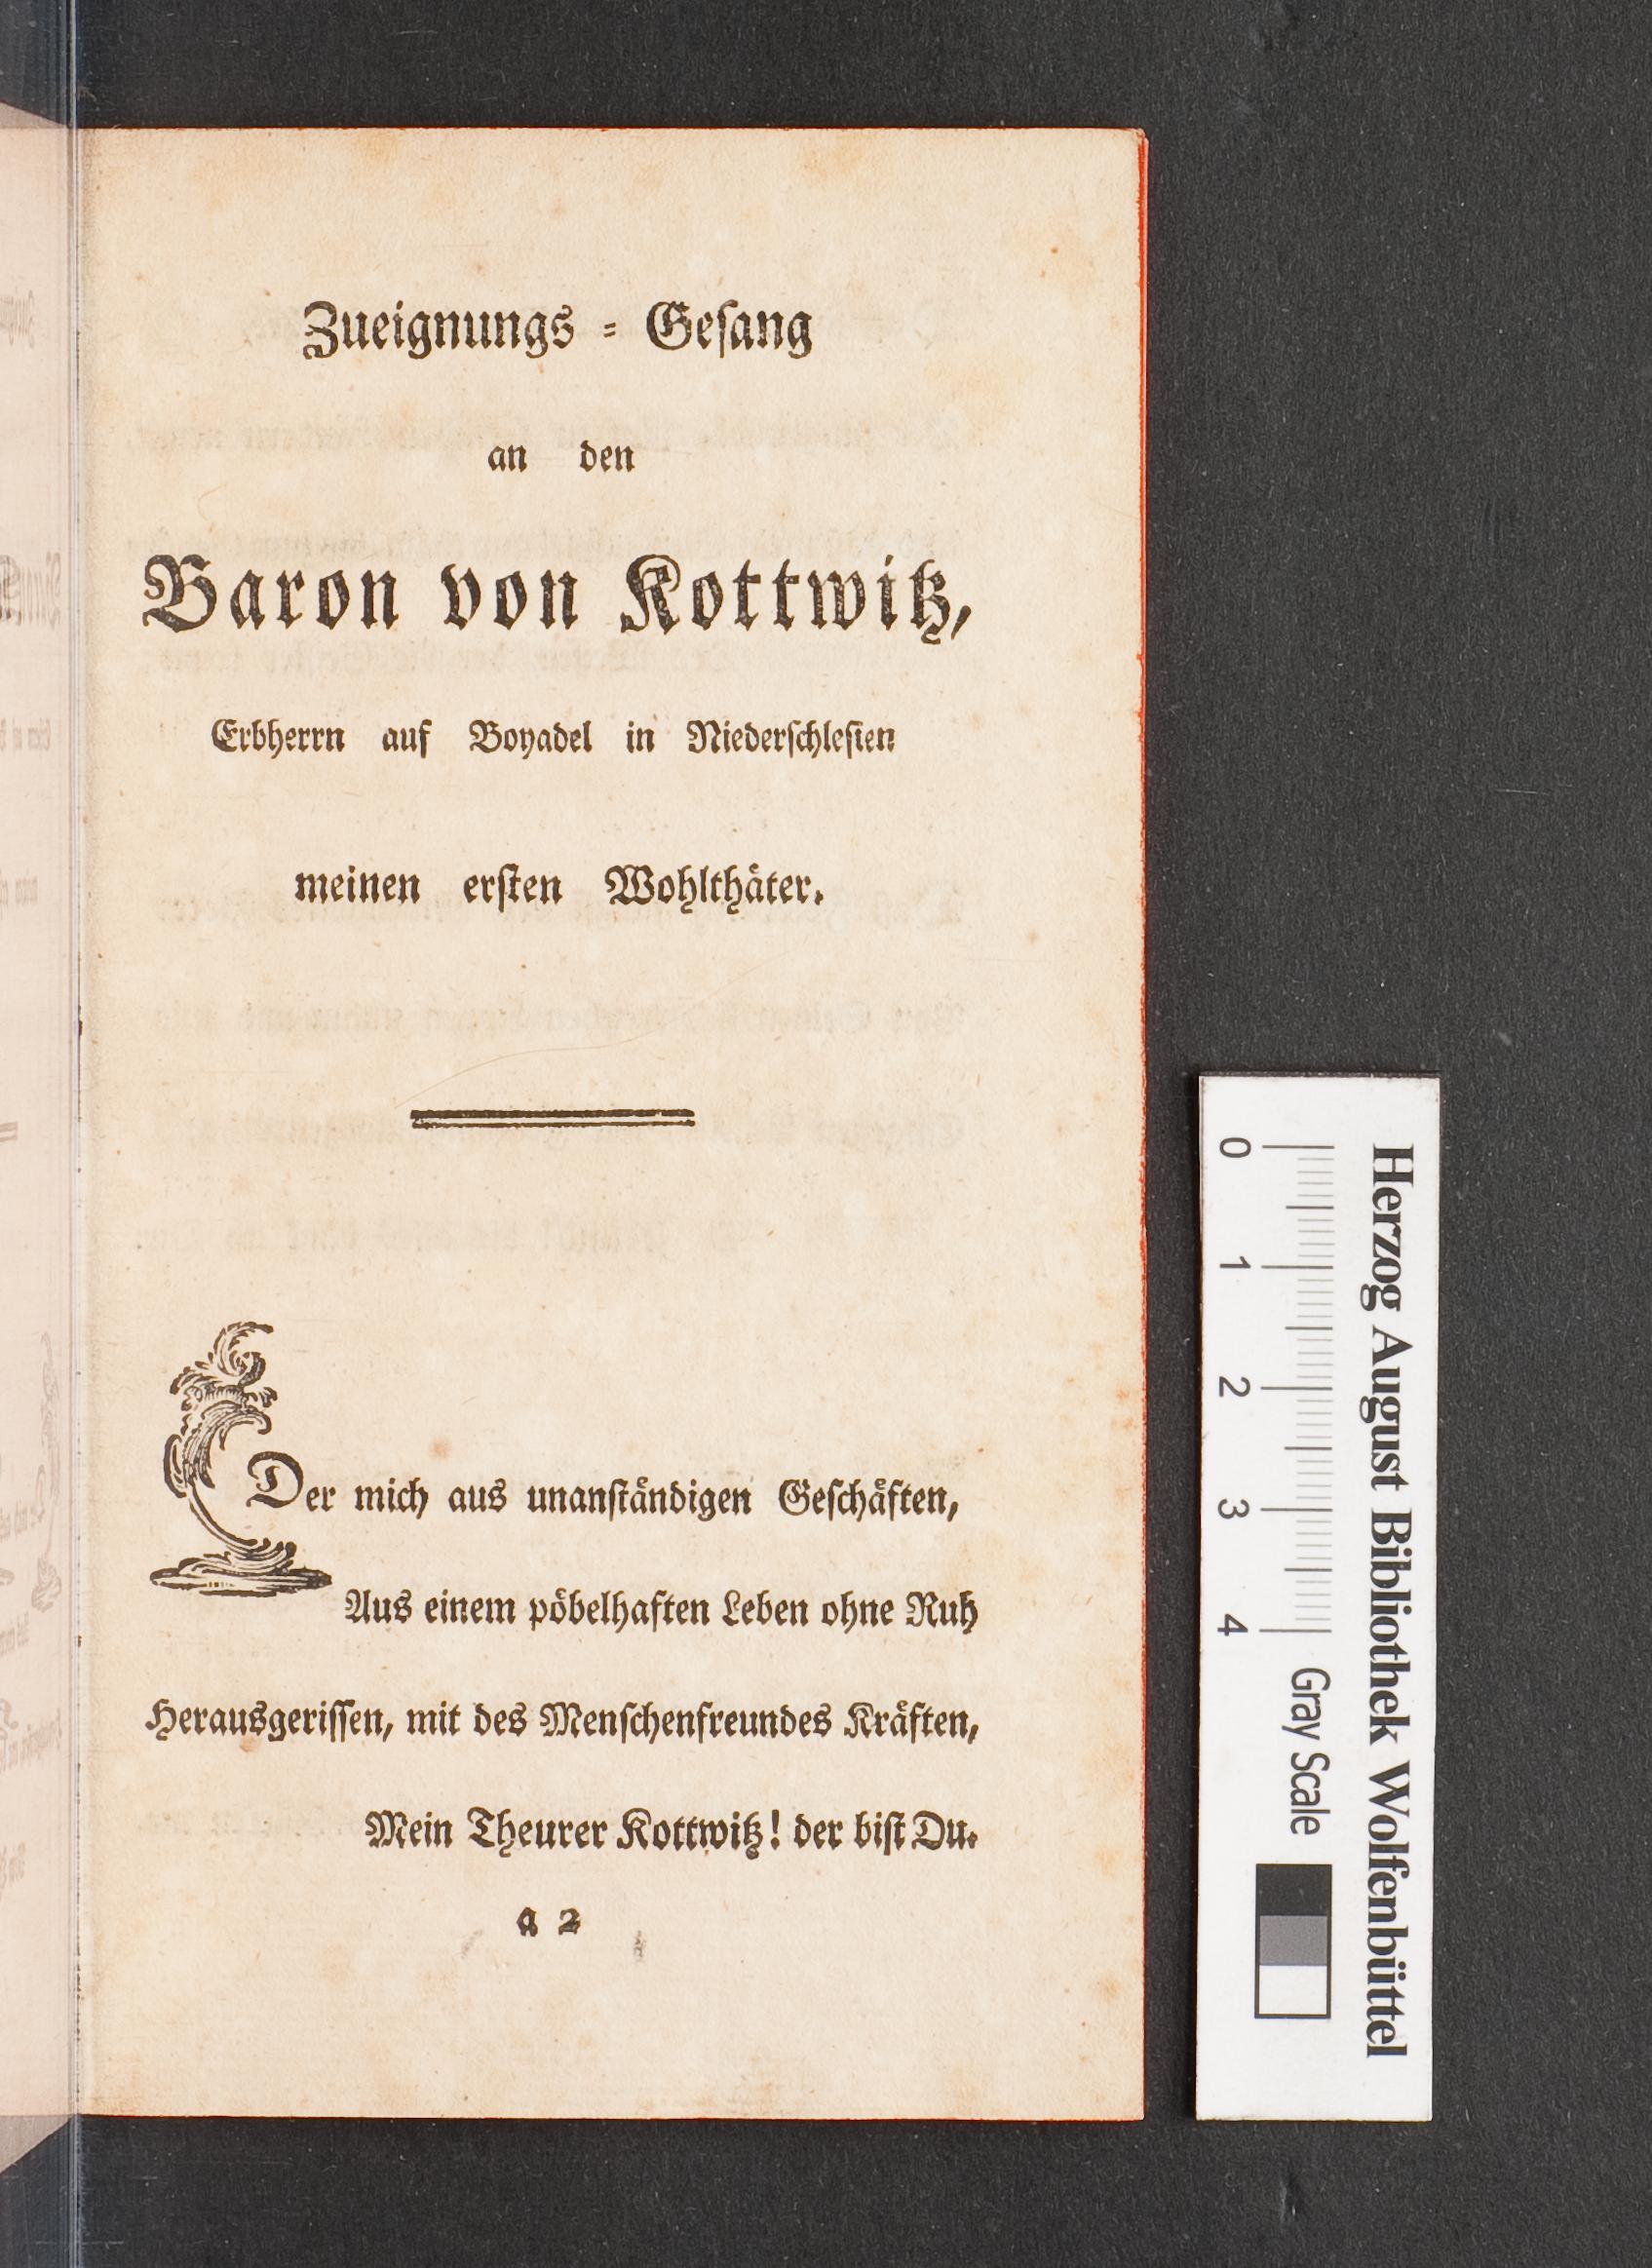 Zueignungs = Geſang
an den
Baron von Kottwitz,
Erbherrn auf Boyadel in Niederſchleſien
meinen erſten Wohlthäter.
Der mich aus unanſtändigen Geſchäften,
Aus einem pöbelhaften Leben ohne Ruh
Herausgeriſſen, mit des Menſchenfreundes Kräften,
Mein Theurer Kottwitz! der biſt Du.
a 2
Herzog August Bibliothek Wolfenbüttel
0 1 2 3 4 Gray Scale